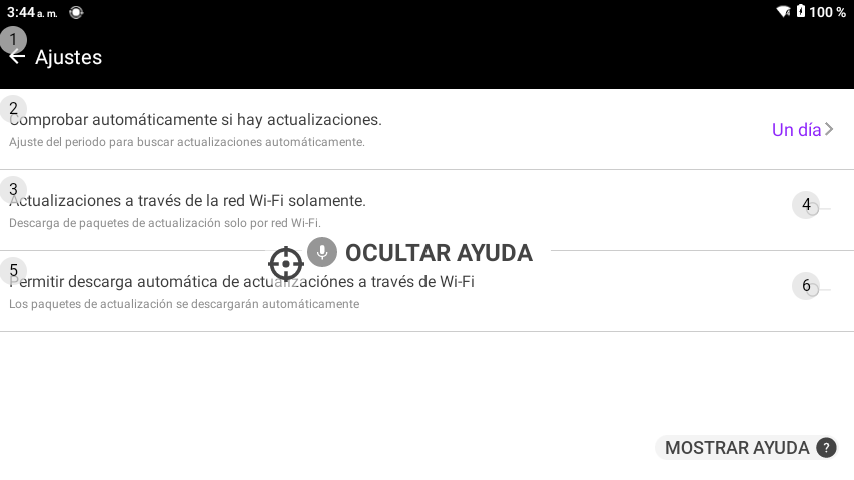 3:44 a. m.
100 %
1
Ajustes
2
Comprobar automáticamente si hay actualizaciones.
Ajuste del periodo para buscar actualizaciones automáticamente.
Un día
3
Actualizaciones a través de la red Wi-Fi solamente.
Descarga de paquetes de actualización solo por red Wi-Fi.
4
OCULTAR AYUDA
5
Permitir descarga automática de actualizaciónes a través de Wi-Fi
Los paquetes de actualización se descargarán automáticamente
6
MOSTRAR AYUDA ?